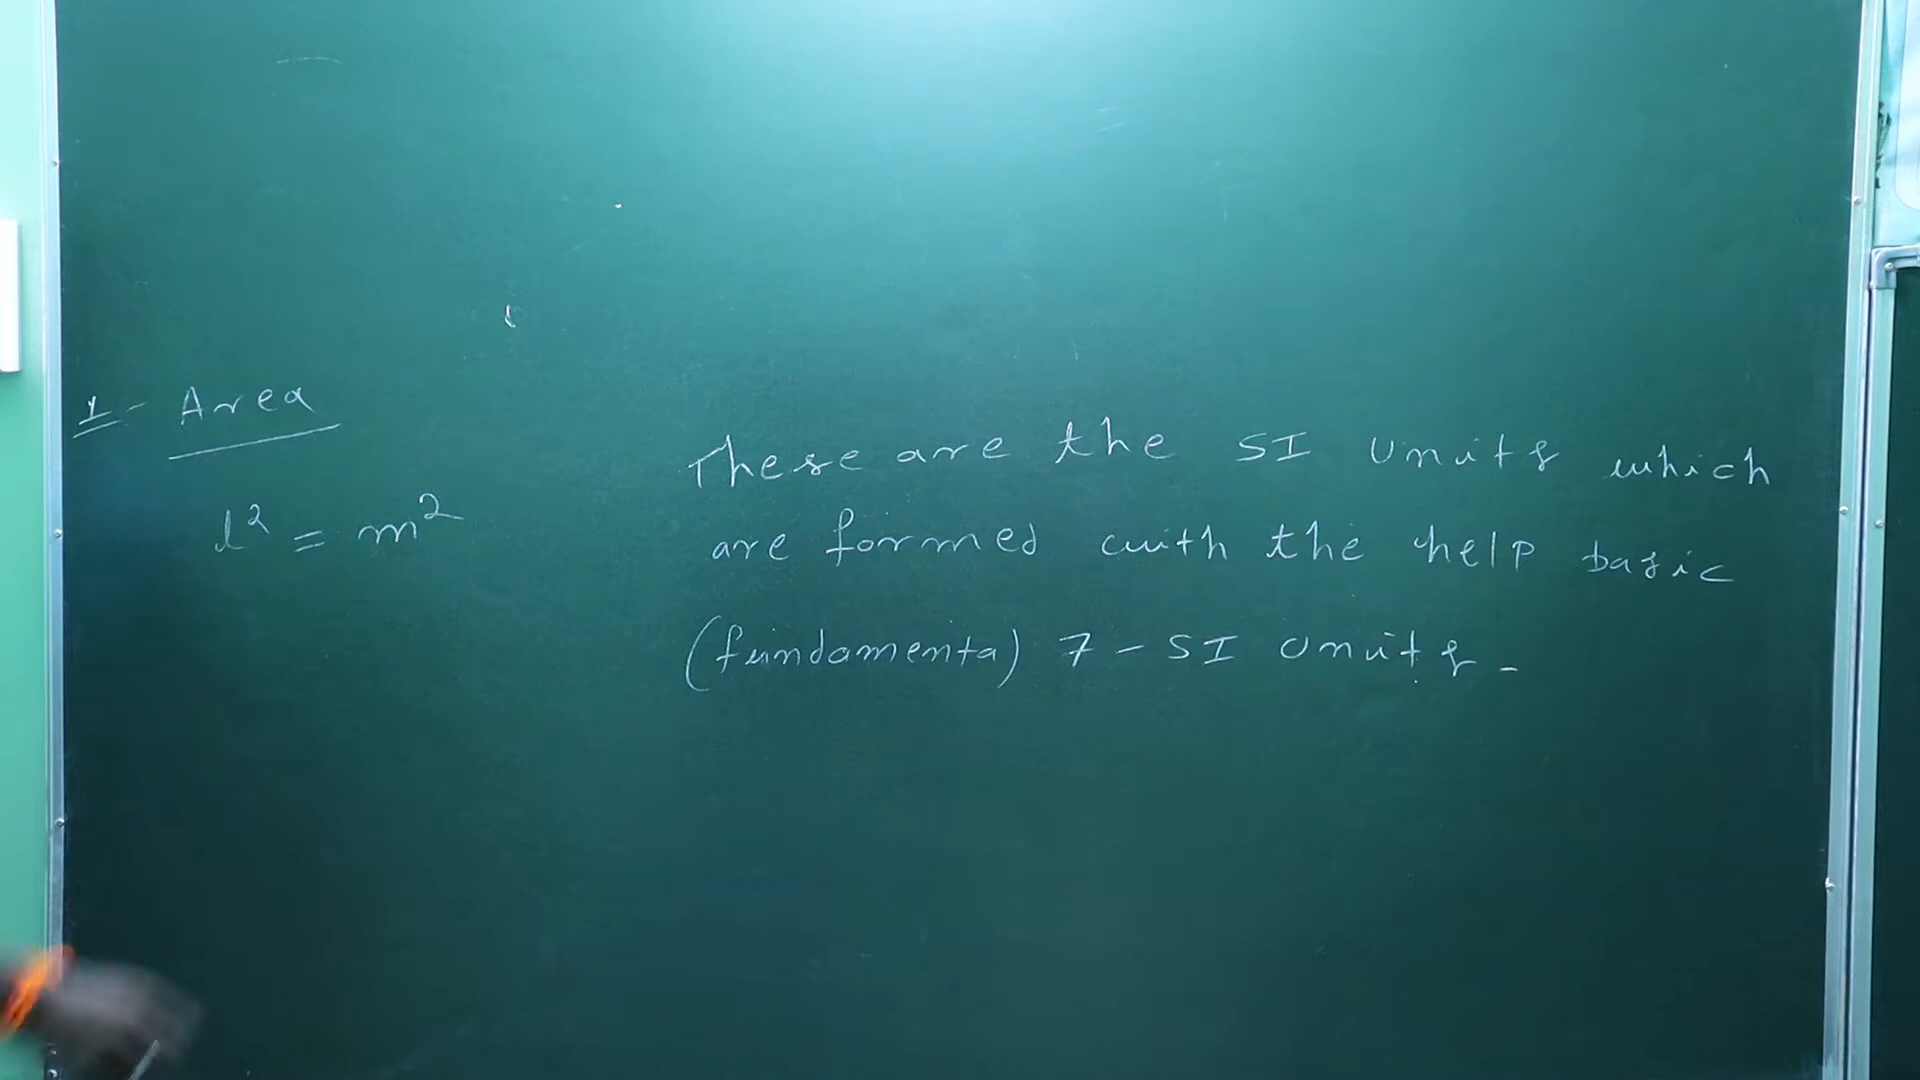 1- Area
l² = m²
These are the SI Units which
are formed with the help basic
(fundamenta) 7 - SI Units -